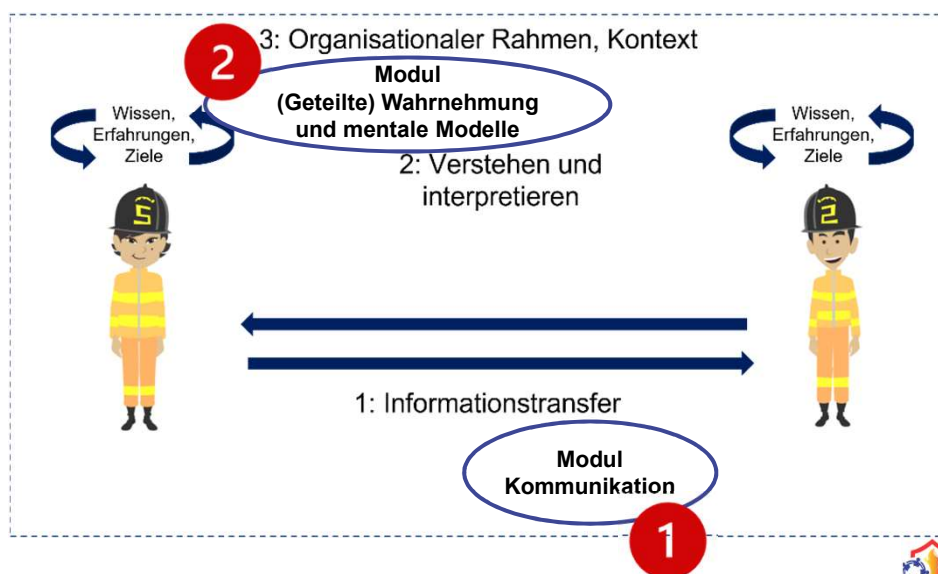 3: Organisationaler Rahmen, Kontext
2
Modul
(Geteilte) Wahrnehmung
und mentale Modelle
Wissen,
Erfahrungen,
Ziele
Wissen,
Erfahrungen,
Ziele
2: Verstehen und
interpretieren
5
2
1: Informationstransfer
Modul
Kommunikation
1